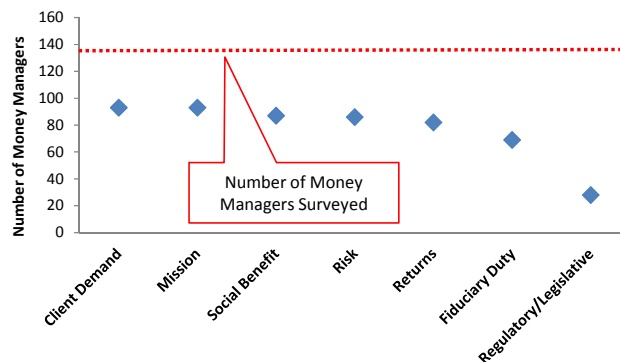 Number of Money Managers
160
140
120
100
80
60
40
20
0
Number of Money
Managers Surveyed
Client Demand
Mission
Social Benefit
Risk
Returns
Fiduciary Duty
Regulatory/Legislative